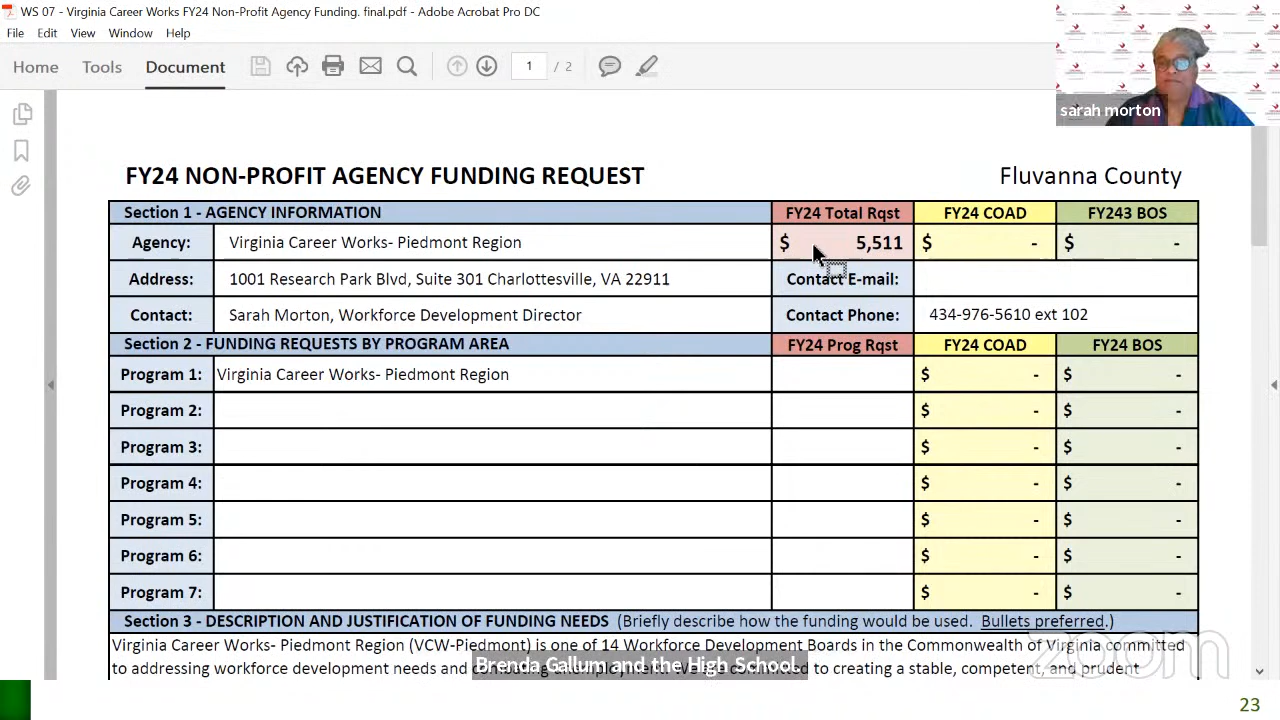 WS 07 - Virginia Career Works FY24 Non-Profit Agency Funding. final.pdf - Adobe Acrobat Pro DC
File Edit View Window Help
Home Tools Document 1 / 2
sarah morton
FY24 NON-PROFIT AGENCY FUNDING REQUEST Fluvanna County
Section 1 - AGENCY INFORMATION FY24 Total Rqst FY24 COAD FY243 BOS
Agency: Virginia Career Works- Piedmont Region $ 5,511 $ - $ -
Address: 1001 Research Park Blvd, Suite 301 Charlottesville, VA 22911 Contact E-mail:
Contact: Sarah Morton, Workforce Development Director Contact Phone: 434-976-5610 ext 102
Section 2 - FUNDING REQUESTS BY PROGRAM AREA FY24 Prog Rqst FY24 COAD FY24 BOS
Program 1: Virginia Career Works- Piedmont Region $ - $ -
Program 2: $ - $ -
Program 3: $ - $ -
Program 4: $ - $ -
Program 5: $ - $ -
Program 6: $ - $ -
Program 7: $ - $ -
Section 3 - DESCRIPTION AND JUSTIFICATION OF FUNDING NEEDS (Briefly describe how the funding would be used. Bullets preferred.)
Virginia Career Works- Piedmont Region (VCW-Piedmont) is one of 14 Workforce Development Boards in the Commonwealth of Virginia committed
to addressing workforce development needs and to creating a stable, competent, and prudent
Brenda Gallum and the High School.
zoom
23